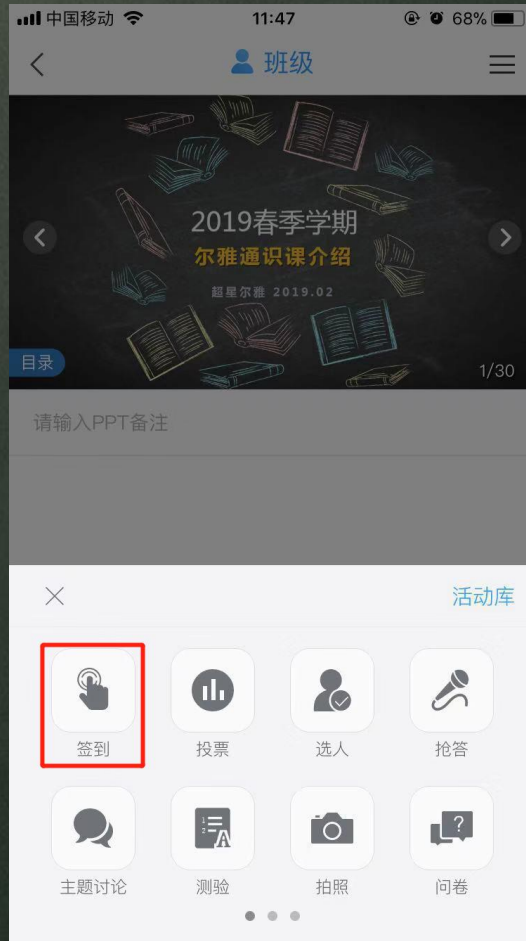 中国移动 11:47 68%
班级
2019春季学期
尔雅通识课介绍
超星尔雅 2019.02
目录
1/30
请输入PPT备注
活动库
签到 投票 选人 抢答
主题讨论 测验 拍照 问卷